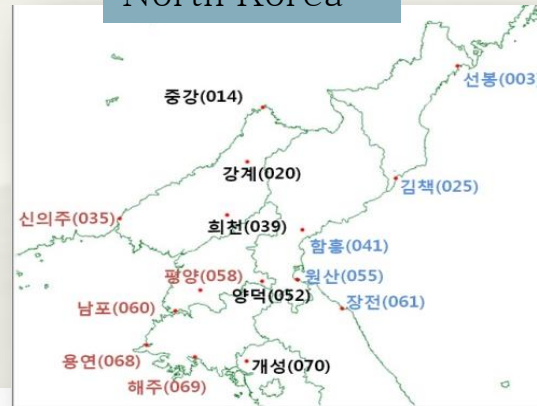 North Korea
선봉(003)
중강(014)
강계(020)
김책(025)
신의주(035)
희천(039)
함흥(041)
평양(058)
원산(055)
양덕(052)
남포(060)
장전(061)
용연(068)
개성(070)
해주(069)